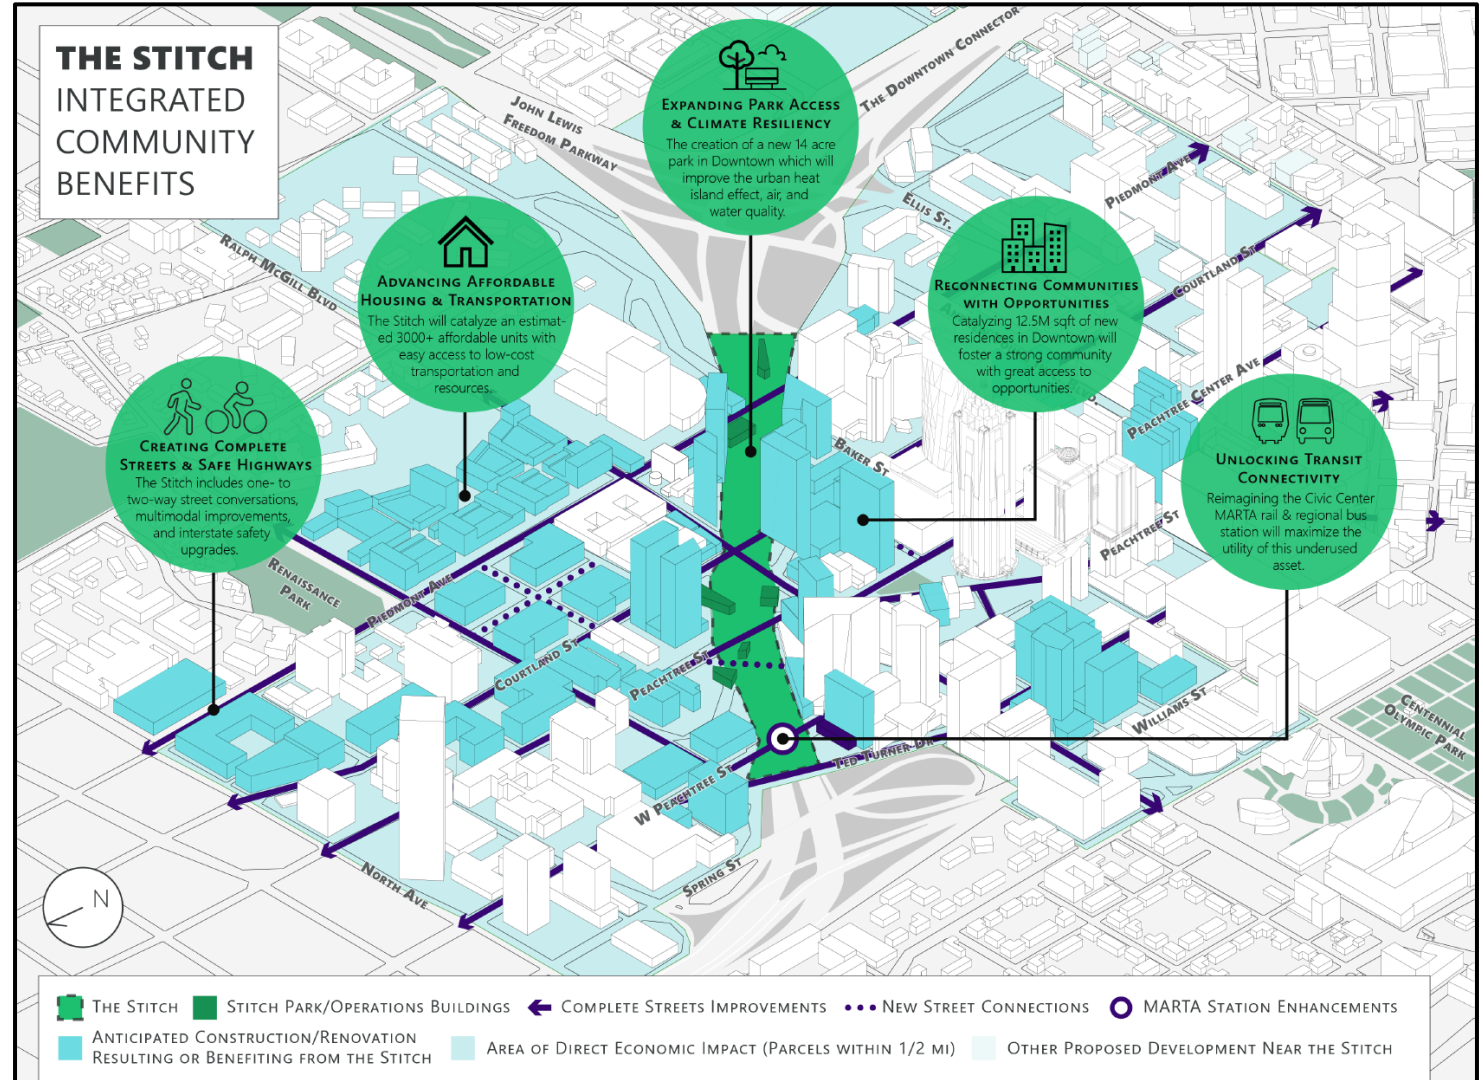 THE STITCH
INTEGRATED
COMMUNITY
BENEFITS
JOHN LEWIS
FREEDOM PARKWAY
EXPANDING PARK ACCESS
& CLIMATE RESILIENCY
The creation of a new 14 acre
park in Downtown which will
improve the urban heat
island effect, air, and
water quality.
THE DOWNTOWN CONNECTOR
PIEDMONT AVE
ELLIS ST.
COURTLAND ST
RALPH MCGILL BLVD
ADVANCING AFFORDABLE
HOUSING & TRANSPORTATION
The Stitch will catalyze an estimat-
ed 3000+ affordable units with
easy access to low-cost
transportation and
resources.
RECONNECTING COMMUNITIES
WITH OPPORTUNITIES
Catalyzing 12.5M sqft of new
residences in Downtown will
foster a strong community
with great access to
opportunities.
CREATING COMPLETE
STREETS & SAFE HIGHWAYS
The Stitch includes one- to
two-way street conversations,
multimodal improvements,
and interstate safety
upgrades.
PEACHTREE CENTER AVE
BAKER ST
UNLOCKING TRANSIT
CONNECTIVITY
Reimagining the Civic Center
MARTA rail & regional bus
station will maximize the
utility of this underused
asset.
PEACHTREE ST
RENAISSANCE
PARK
PIEDMONT AVE
COURTLAND ST
PEACHTREE ST
WILLIAMS ST
CENTENNIAL
OLYMPIC PARK
TED TURNER DR
W PEACHTREE ST
SPRING ST
NORTH AVE
N
THE STITCH
STITCH PARK/OPERATIONS BUILDINGS
COMPLETE STREETS IMPROVEMENTS
NEW STREET CONNECTIONS
MARTA STATION ENHANCEMENTS
ANTICIPATED CONSTRUCTION/RENOVATION
RESULTING OR BENEFITING FROM THE STITCH
AREA OF DIRECT ECONOMIC IMPACT (PARCELS WITHIN 1/2 MI)
OTHER PROPOSED DEVELOPMENT NEAR THE STITCH